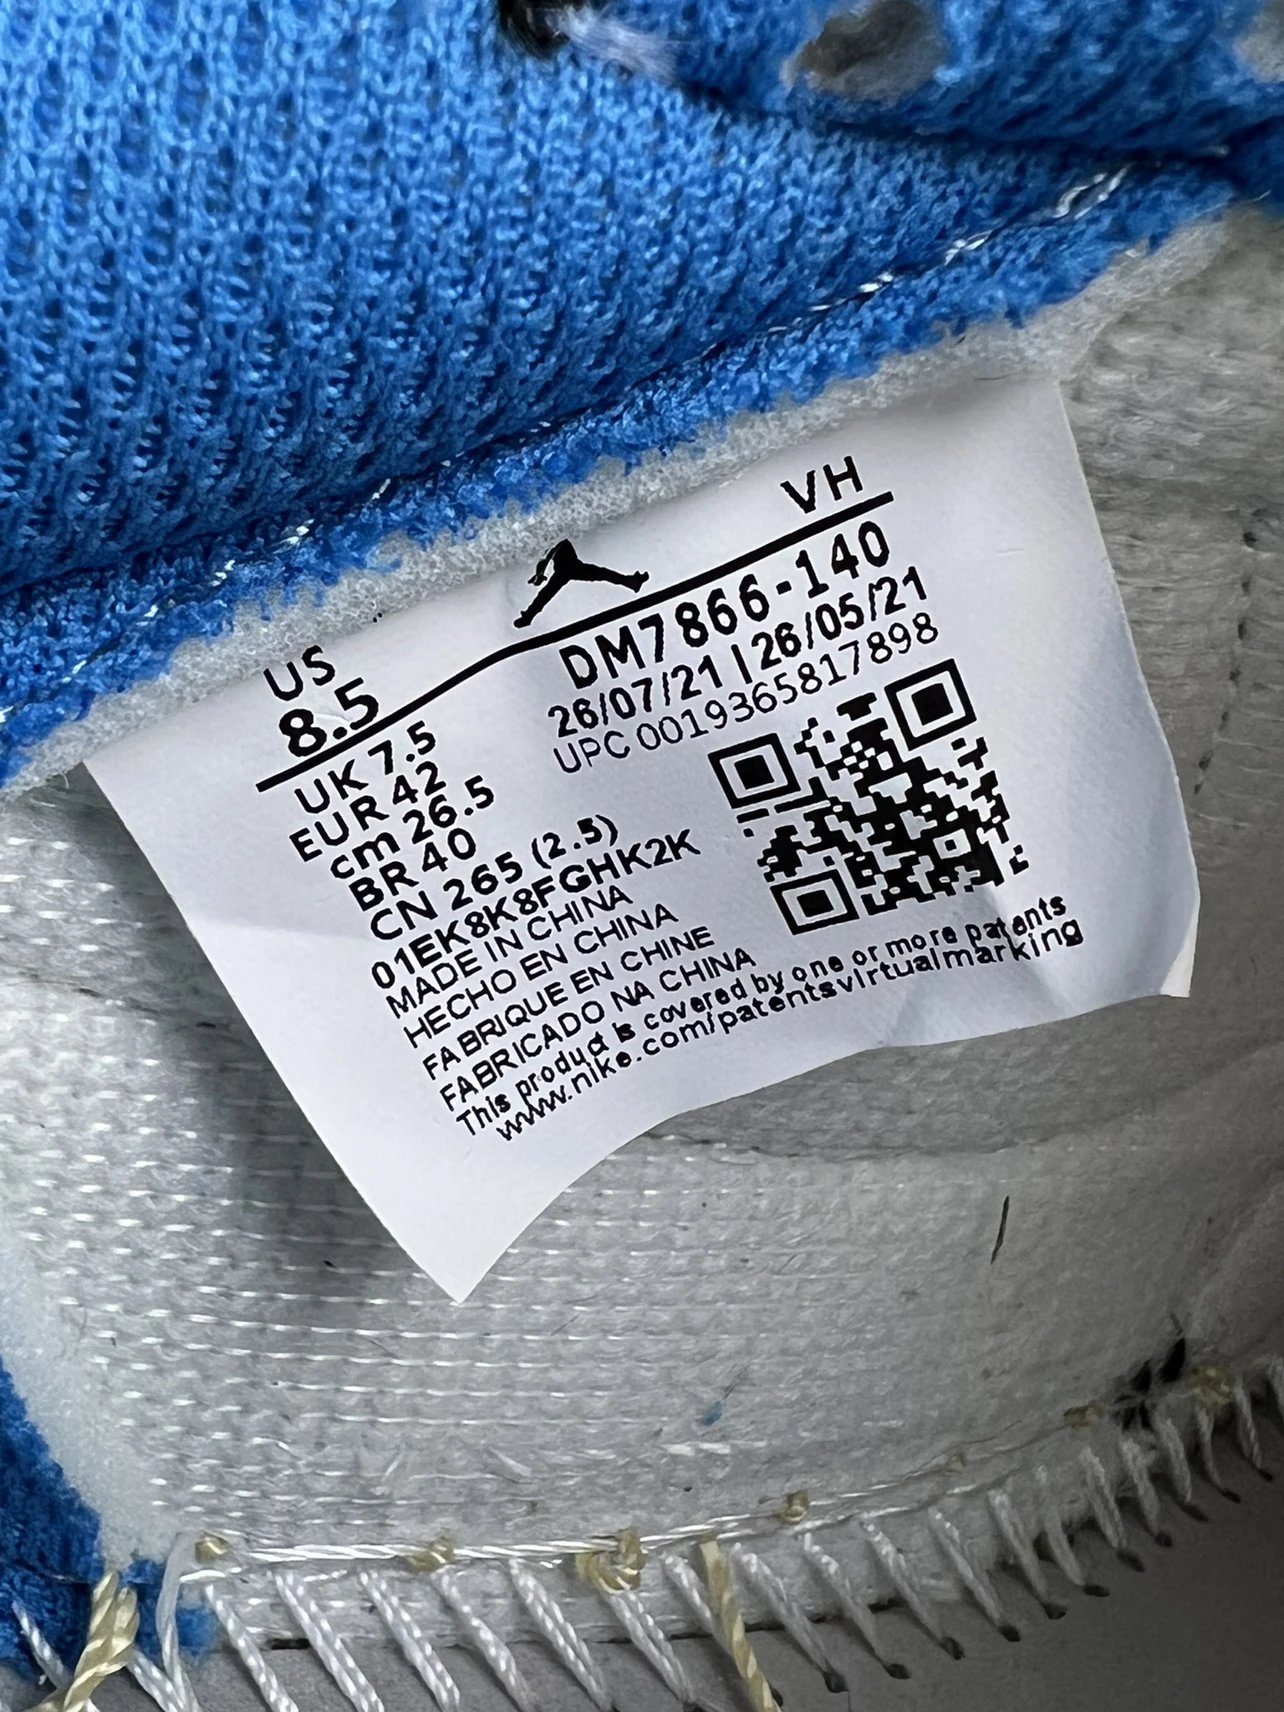 VH
US
8.5
DM7866-140
26/07/21 | 26/05/21
UPC 0019365817898
UK 7.5
EUR 42
cm 26.5
BR 40
CN 265 (2.5)
01EK8K8FGHK2K
MADE IN CHINA
HECHO EN CHINA
FABRIQUE EN CHINE
FABRICADO NA CHINA
This product is covered by one or more patents
www.nike.com/patentsvirtualmarking